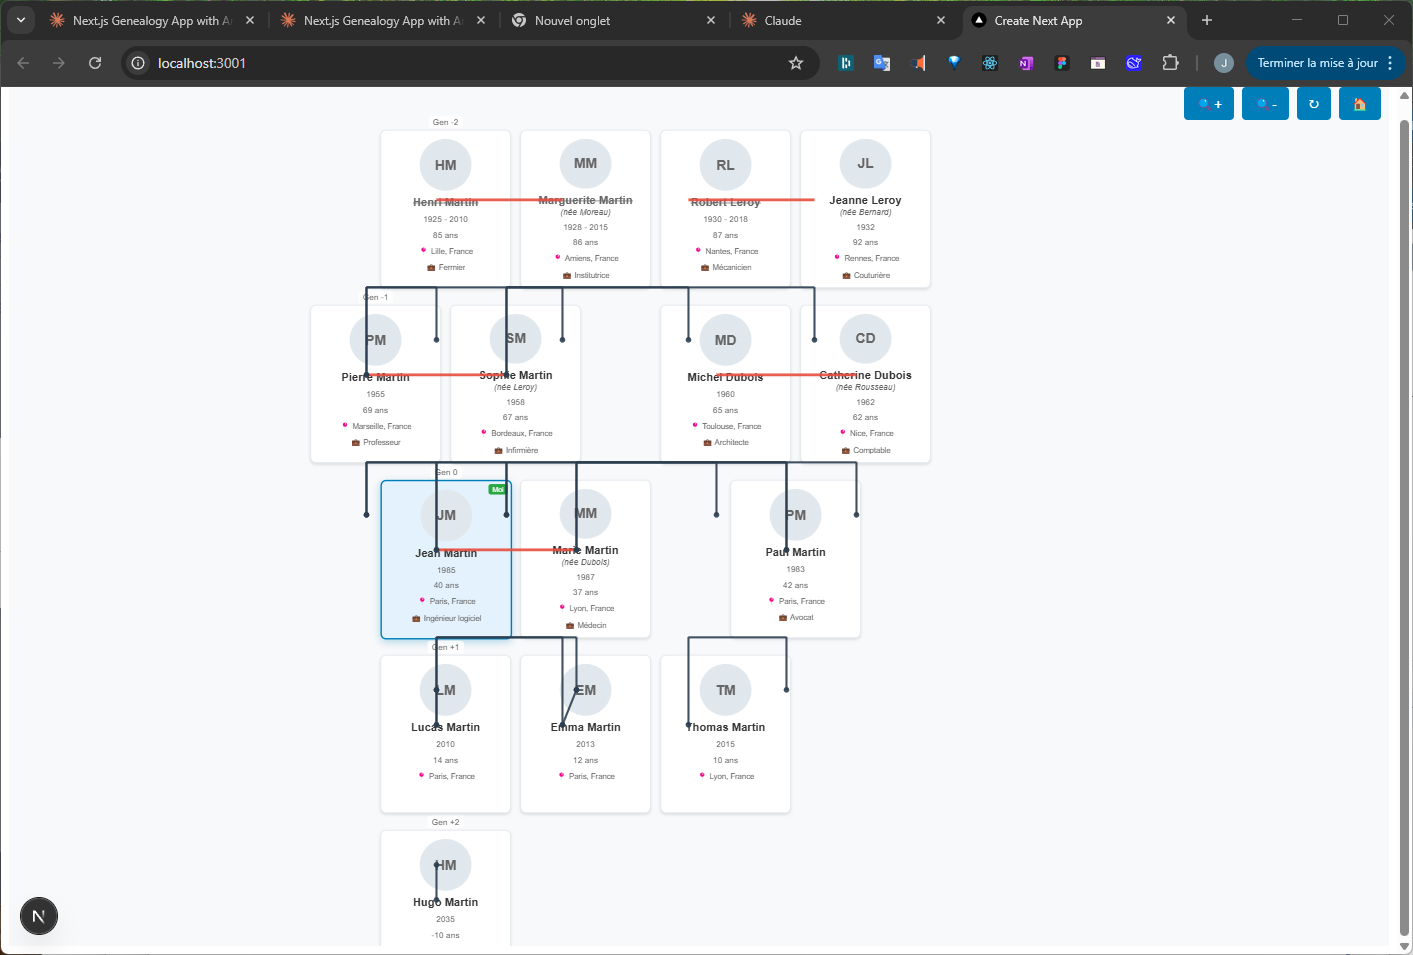 Next.js Genealogy App with A
Next.js Genealogy App with A
Nouvel onglet
Claude
Create Next App
localhost:3001
J
Terminer la mise à jour
+
-
↻
Gen -2
HM
MM
RL
JL
Henri Martin
Marguerite Martin
Robert Leroy
Jeanne Leroy
(née Moreau)
(née Bernard)
1925 - 2010
1928 - 2015
1930 - 2018
1932
85 ans
86 ans
87 ans
92 ans
Lille, France
Amiens, France
Nantes, France
Rennes, France
Fermier
Institutrice
Mécanicien
Couturière
Gen -1
PM
SM
MD
CD
Pierre Martin
Sophie Martin
Michel Dubois
Catherine Dubois
(née Leroy)
(née Rousseau)
1955
1958
1960
1962
69 ans
67 ans
65 ans
62 ans
Marseille, France
Bordeaux, France
Toulouse, France
Nice, France
Professeur
Infirmière
Architecte
Comptable
Gen 0
Moi
JM
MM
PM
Jean Martin
Marie Martin
Paul Martin
(née Dubois)
1985
1987
1983
40 ans
37 ans
42 ans
Paris, France
Lyon, France
Paris, France
Ingénieur logiciel
Médecin
Avocat
Gen +1
LM
EM
TM
Lucas Martin
Emma Martin
Thomas Martin
2010
2013
2015
14 ans
12 ans
10 ans
Paris, France
Paris, France
Lyon, France
Gen +2
HM
Hugo Martin
2035
-10 ans
N